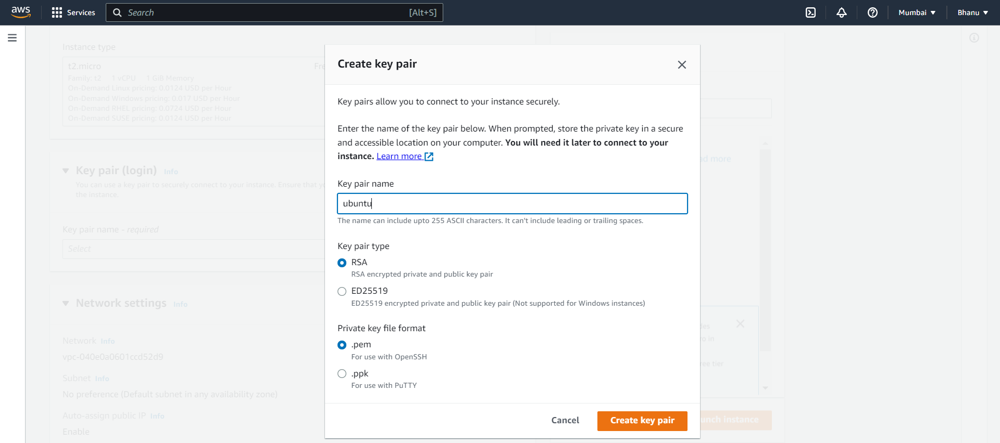 aws
Services
Search
[Alt+S]
Mumbai
Bhanu
Instance type
t2.micro
Family: t2 1 vCPU 1 GiB Memory
On-Demand Linux pricing: 0.0124 USD per Hour
On-Demand Windows pricing: 0.017 USD per Hour
On-Demand RHEL pricing: 0.0724 USD per Hour
On-Demand SUSE pricing: 0.0124 USD per Hour
Key pair (login) Info
You can use a key pair to securely connect to your instance. Ensure that
the instance.
Key pair name - required
Select
Network settings Info
Network Info
vpc-040e0a0601ccd52d9
Subnet Info
No preference (Default subnet in any availability zone)
Auto-assign public IP Info
Enable
Create key pair
Key pairs allow you to connect to your instance securely.
Enter the name of the key pair below. When prompted, store the private key in a secure
and accessible location on your computer. You will need it later to connect to your
instance. Learn more
Key pair name
ubuntu
The name can include upto 255 ASCII characters. It can't include leading or trailing spaces.
Key pair type
RSA
RSA encrypted private and public key pair
ED25519
ED25519 encrypted private and public key pair (Not supported for Windows instances)
Private key file format
.pem
For use with OpenSSH
.ppk
For use with PuTTY
Cancel
Create key pair
more
in
tier
instance